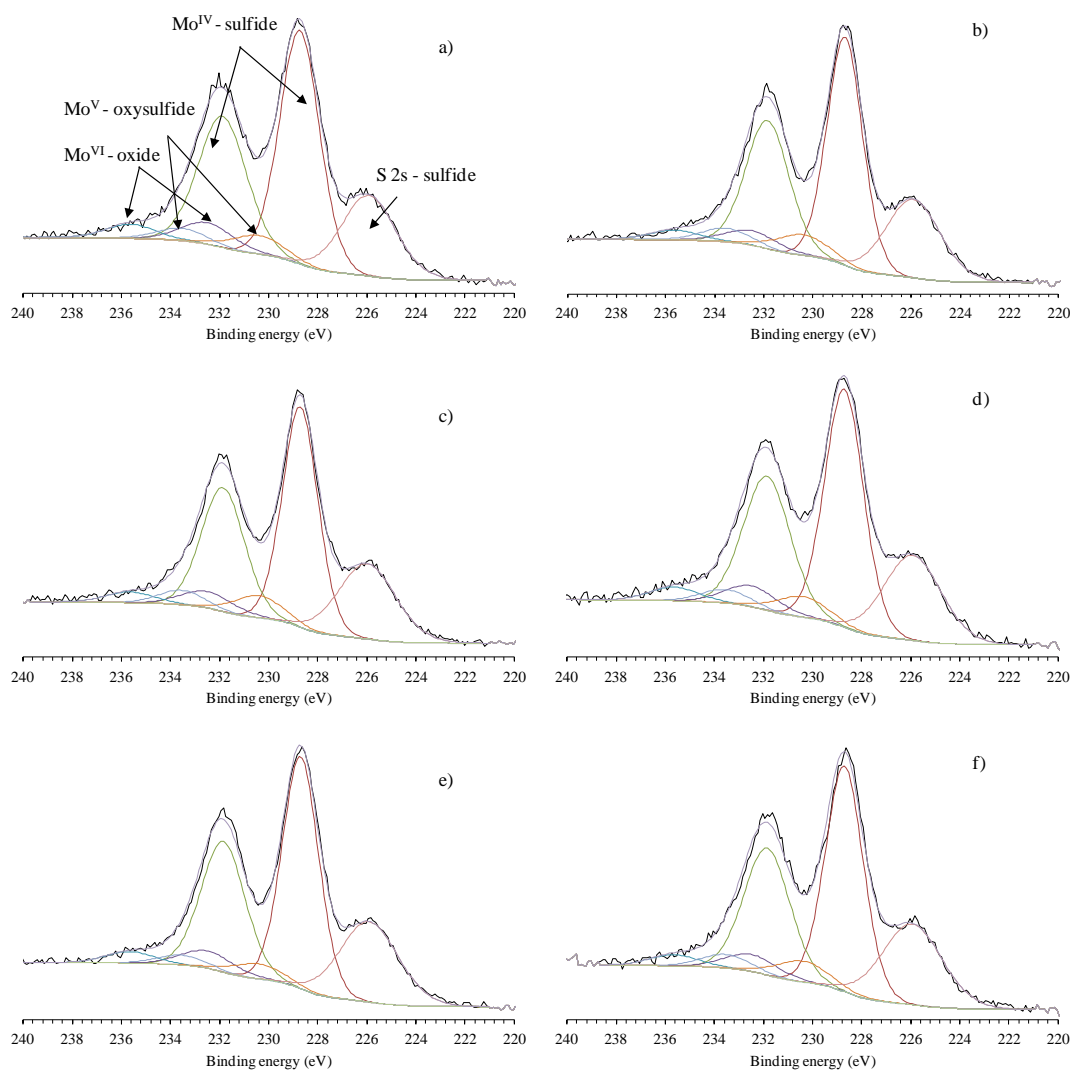 Mo^IV - sulfide
a)
Mo^V - oxysulfide
Mo^VI - oxide
S 2s - sulfide
240 238 236 234 232 230 228 226 224 222 220
Binding energy (eV)
b)
240 238 236 234 232 230 228 226 224 222 220
Binding energy (eV)
c)
240 238 236 234 232 230 228 226 224 222 220
Binding energy (eV)
d)
240 238 236 234 232 230 228 226 224 222 220
Binding energy (eV)
e)
240 238 236 234 232 230 228 226 224 222 220
Binding energy (eV)
f)
240 238 236 234 232 230 228 226 224 222 220
Binding energy (eV)